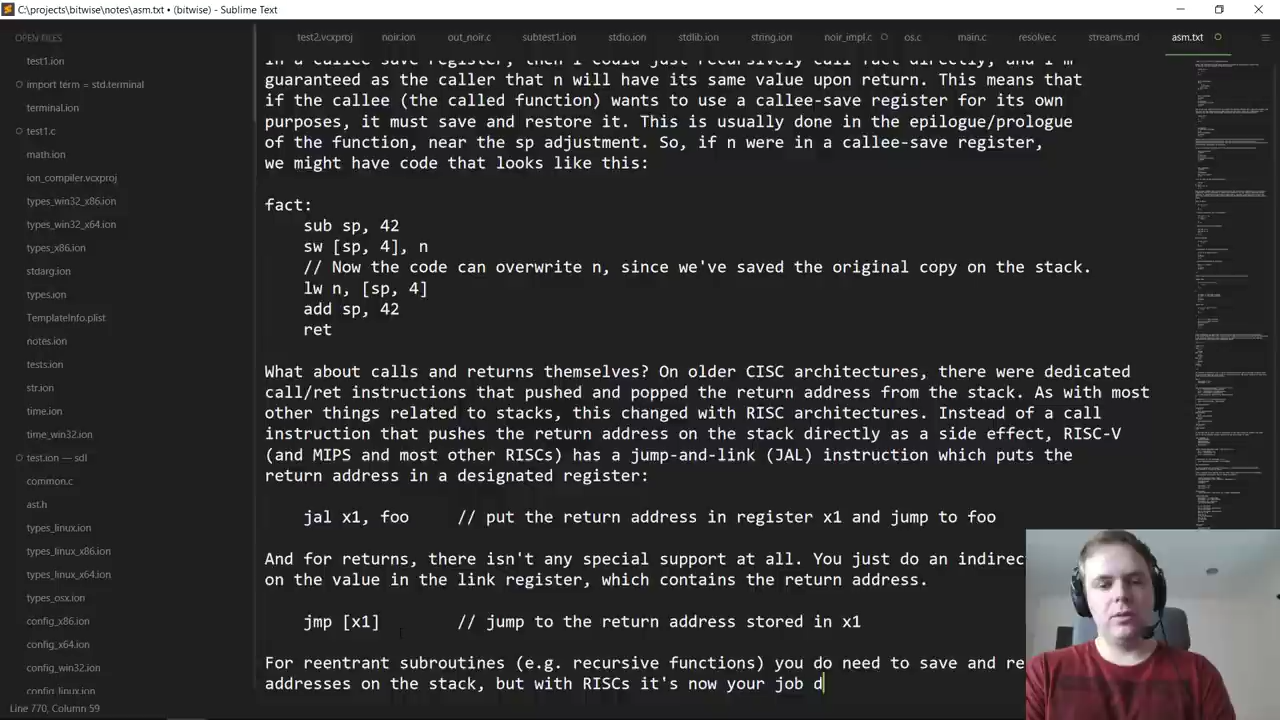 C:\projects\bitwise\notes\asm.txt • (bitwise) - Sublime Text
OPEN FILES
test2.vcxproj noir.ion out_noir.c subtest1.ion stdio.ion stdlib.ion string.ion noir_impl.c os.c main.c resolve.c streams.md asm.txt
test1.ion
import term = std.terminal
terminal.ion
test1.c
math.ion
ion_compiler.vcxproj
types_win32_x86.ion
types_win32_x64.ion
types_x86.ion
stdarg.ion
types.ion
TemplateInfo.plist
notes.ion
tests.ion
str.ion
time.ion
time_win32.ion
test.ion — sdl
common.c
ast.h
types_linux.ion
types_linux_x86.ion
types_linux_x64.ion
types_osx.ion
config_x86.ion
config_x64.ion
config_win32.ion
config_linux.ion
in a callee save register, then I could just recursively call fact directly, and I'm
guaranteed as the caller that n will have its same value upon return. This means that
if the callee (the called function) wants to use a callee-save register for its own
purposes, it must save and restore it. This is usually done in the epilogue/prologue
of the function, near the sp adjustment. So, if n were in a callee-save register,
we might have code that looks like this:
fact:
sub sp, 42
sw [sp, 4], n
// Now the code can overwrite n, since we've saved the original copy on the stack.
lw n, [sp, 4]
add sp, 42
ret
What about calls and returns themselves? On older CISC architectures, there were dedicated
call/ret instructions that pushed and popped the return address from the stack. As with most
other things related to stacks, this changed with RISC architectures. Instead of a call
instruction that pushes the return address on the stack directly as a side effect, RISC-V
(and MIPS and most other RISCs) has a jump-and-link (JAL) instruction which puts the
return address in a designated register:
jal x1, foo // Put the return address in register x1 and jump to foo
And for returns, there isn't any special support at all. You just do an indirec
on the value in the link register, which contains the return address.
jmp [x1] // jump to the return address stored in x1
For reentrant subroutines (e.g. recursive functions) you do need to save and re
addresses on the stack, but with RISCs it's now your job d
Line 770, Column 59